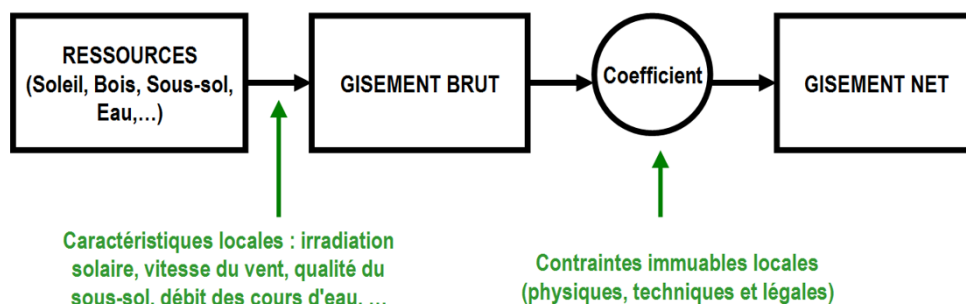 RESSOURCES
(Soleil, Bois, Sous-sol,
Eau,…)
GISEMENT BRUT
Coefficient
GISEMENT NET
Caractéristiques locales : irradiation
solaire, vitesse du vent, qualité du
sous-sol, débit des cours d'eau, …
Contraintes immuables locales
(physiques, techniques et légales)